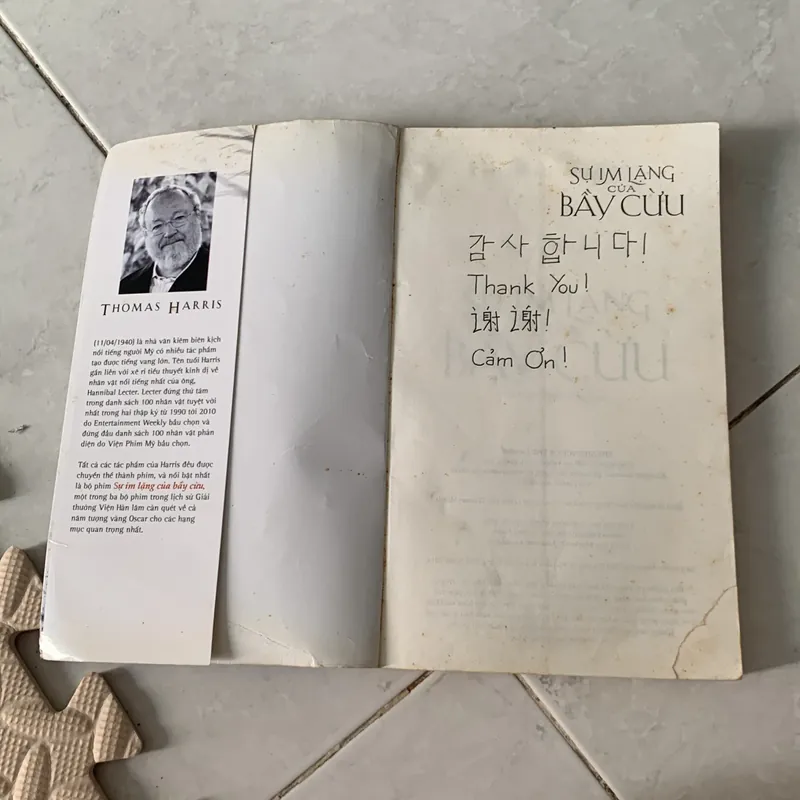 THOMAS HARRIS
(11/04/1940) là nhà văn kiêm biên kịch
nổi tiếng người Mỹ có nhiều tác phẩm
tạo được tiếng vang lớn. Tên tuổi Harris
gắn liền với xê ri tiểu thuyết kinh dị về
nhân vật nổi tiếng nhất của ông,
Hannibal Lecter. Lecter đứng thứ tám
trong danh sách 100 nhân vật tuyệt vời
nhất trong hai thập kỷ từ 1990 tới 2010
do Entertainment Weekly bầu chọn và
đứng đầu danh sách 100 nhân vật phản
diện do Viện Phim Mỹ bầu chọn.
Tất cả các tác phẩm của Harris đều được
chuyển thể thành phim, và nổi bật nhất
là bộ phim Sự im lặng của bầy cừu,
một trong ba bộ phim trong lịch sử Giải
thưởng Viện Hàn lâm càn quét về cả
năm tượng vàng Oscar cho các hạng
mục quan trọng nhất.
SỰ IM LẶNG
CỦA
BẦY CỪU
감사합니다!
Thank You!
谢谢!
Cảm Ơn!